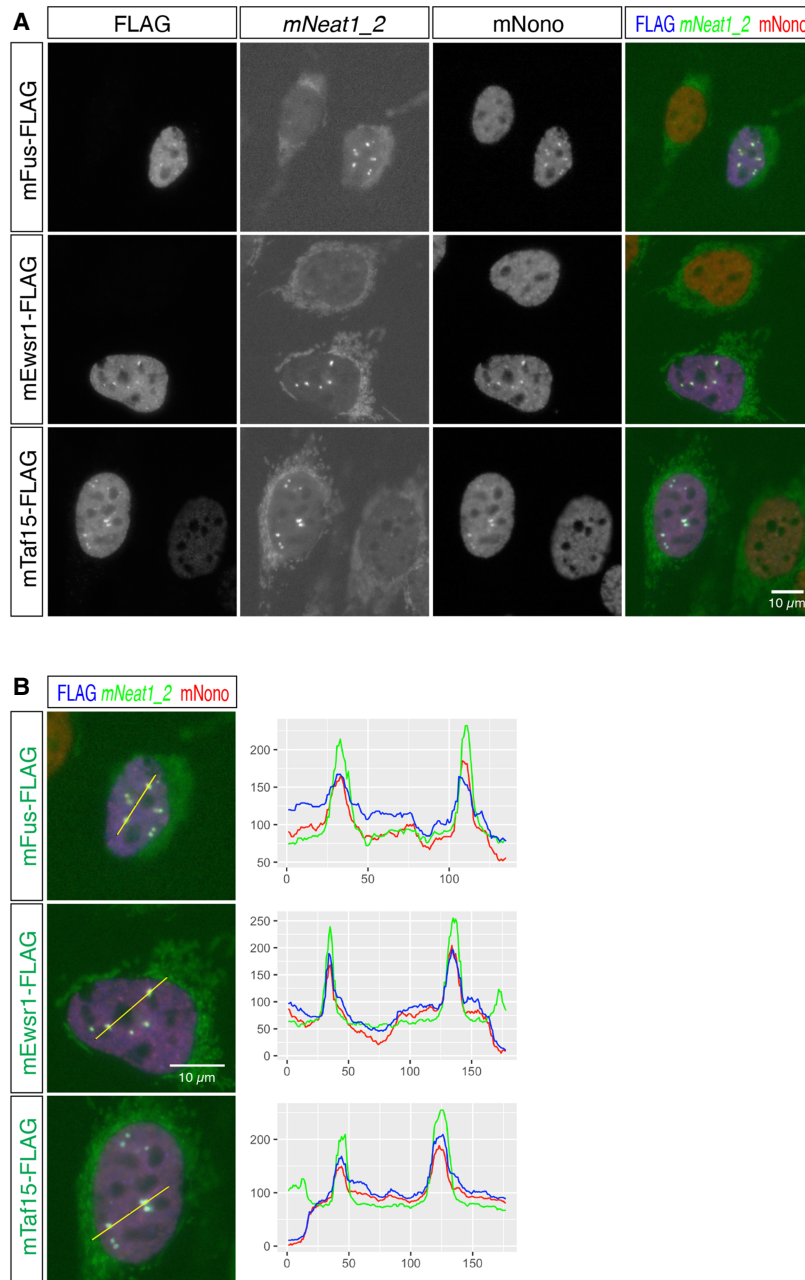 A
FLAG
mNeat1_2
mNono
FLAG mNeat1_2 mNono
mFus-FLAG
mEwsr1-FLAG
mTaf15-FLAG
10 µm
B
FLAG mNeat1_2 mNono
mFus-FLAG
200
150
100
50
0 50 100
mEwsr1-FLAG
10 µm
250
200
150
100
50
0
0 50 100 150
mTaf15-FLAG
200
100
0
0 50 100 150